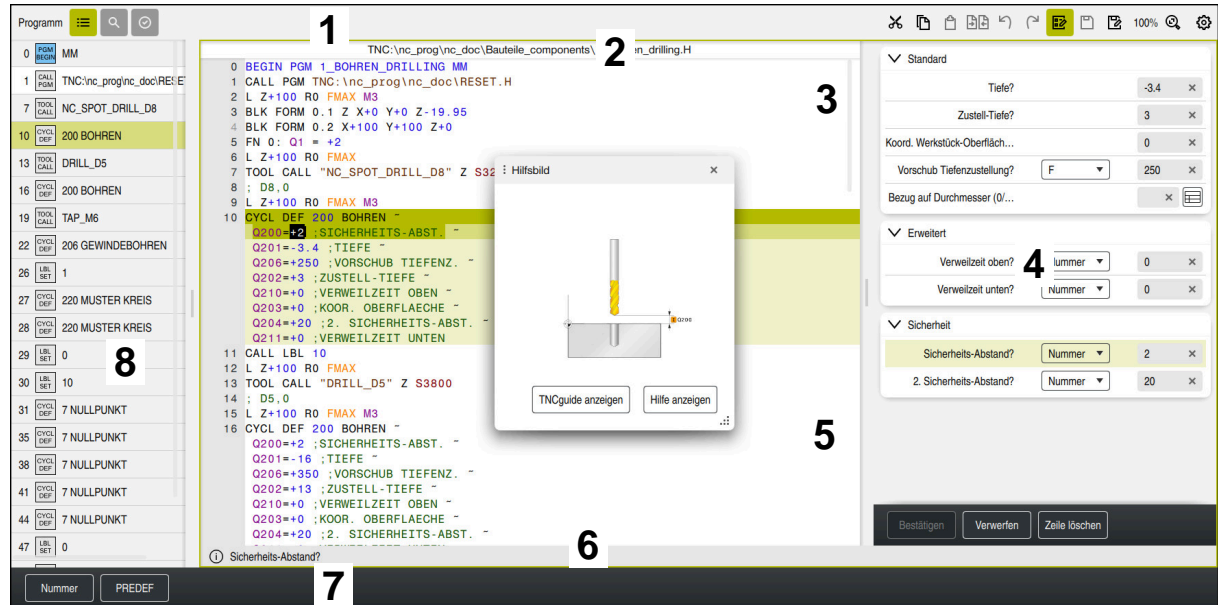 Programm
1
100%
0 PGM BEGIN MM
1 CALL PGM TNC:\nc_prog\nc_doc\RESET
7 TOOL CALL NC_SPOT_DRILL_D8
10 CYCL DEF 200 BOHREN
13 TOOL CALL DRILL_D5
16 CYCL DEF 200 BOHREN
19 TOOL CALL TAP_M6
22 CYCL DEF 206 GEWINDEBOHREN
26 LBL SET 1
27 CYCL DEF 220 MUSTER KREIS
28 CYCL DEF 220 MUSTER KREIS
29 LBL SET 0
30 LBL SET 10
31 CYCL DEF 7 NULLPUNKT
35 CYCL DEF 7 NULLPUNKT
38 CYCL DEF 7 NULLPUNKT
41 CYCL DEF 7 NULLPUNKT
44 CYCL DEF 7 NULLPUNKT
47 LBL SET 0
8
TNC:\nc_prog\nc_doc\Bauteile_components\ en_drilling.H
2
0 BEGIN PGM 1_BOHREN_DRILLING MM
1 CALL PGM TNC:\nc_prog\nc_doc\RESET.H
2 L Z+100 R0 FMAX M3
3 BLK FORM 0.1 Z X+0 Y+0 Z-19.95
4 BLK FORM 0.2 X+100 Y+100 Z+0
5 FN 0: Q1 = +2
6 L Z+100 R0 FMAX
7 TOOL CALL "NC_SPOT_DRILL_D8" Z S32
8 ; D8,0
9 L Z+100 R0 FMAX M3
10 CYCL DEF 200 BOHREN ~
Q200=+2 ;SICHERHEITS-ABST. ~
Q201=-3.4 ;TIEFE ~
Q206=+250 ;VORSCHUB TIEFENZ. ~
Q202=+3 ;ZUSTELL-TIEFE ~
Q210=+0 ;VERWEILZEIT OBEN ~
Q203=+0 ;KOOR. OBERFLAECHE ~
Q204=+20 ;2. SICHERHEITS-ABST. ~
Q211=+0 ;VERWEILZEIT UNTEN
11 CALL LBL 10
12 L Z+100 R0 FMAX
13 TOOL CALL "DRILL_D5" Z S3800
14 ; D5,0
15 L Z+100 R0 FMAX M3
16 CYCL DEF 200 BOHREN ~
Q200=+2 ;SICHERHEITS-ABST. ~
Q201=-16 ;TIEFE ~
Q206=+350 ;VORSCHUB TIEFENZ. ~
Q202=+13 ;ZUSTELL-TIEFE ~
Q210=+0 ;VERWEILZEIT OBEN ~
Q203=+0 ;KOOR. OBERFLAECHE ~
Q204=+20 ;2. SICHERHEITS-ABST. ~
3
Hilfsbild
Q200
TNCguide anzeigen Hilfe anzeigen
5
Sicherheits-Abstand?
6
Standard
Tiefe? -3.4
Zustell-Tiefe? 3
Koord. Werkstück-Oberfläch... 0
Vorschub Tiefenzustellung? F 250
Bezug auf Durchmesser (0/...
Erweitert
Verweilzeit oben? 0
4
Verweilzeit unten? Nummer 0
Sicherheit
Sicherheits-Abstand? Nummer 2
2. Sicherheits-Abstand? Nummer 20
Bestätigen Verwerfen Zeile löschen
Nummer PREDEF
7